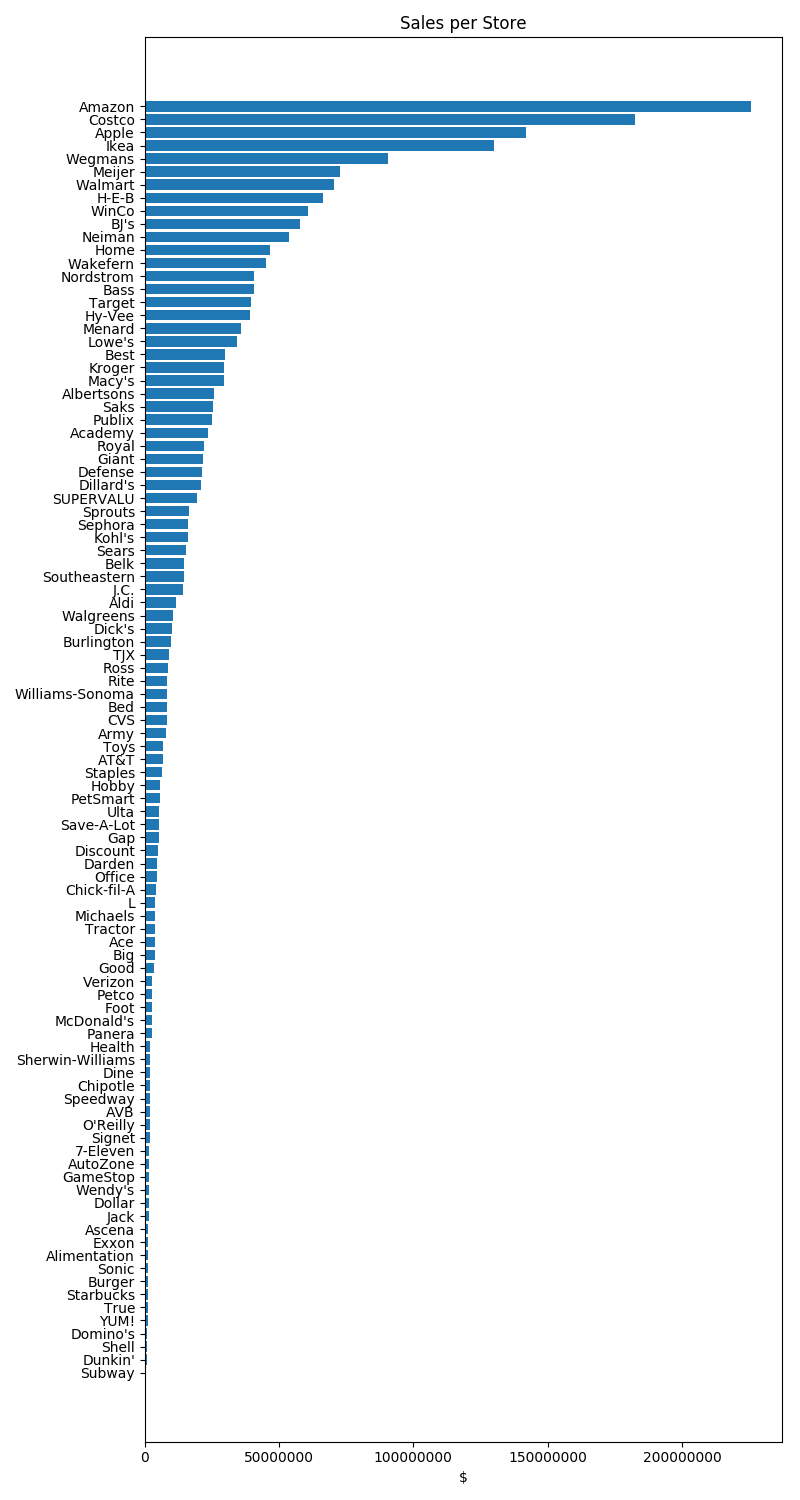 Sales per Store
Amazon
Costco
Apple
Ikea
Wegmans
Meijer
Walmart
H-E-B
WinCo
BJ's
Neiman
Home
Wakefern
Nordstrom
Bass
Target
Hy-Vee
Menard
Lowe's
Best
Kroger
Macy's
Albertsons
Saks
Publix
Academy
Royal
Giant
Defense
Dillard's
SUPERVALU
Sprouts
Sephora
Kohl's
Sears
Belk
Southeastern
J.C.
Aldi
Walgreens
Dick's
Burlington
TJX
Ross
Rite
Williams-Sonoma
Bed
CVS
Army
Toys
AT&T
Staples
Hobby
PetSmart
Ulta
Save-A-Lot
Gap
Discount
Darden
Office
Chick-fil-A
L
Michaels
Tractor
Ace
Big
Good
Verizon
Petco
Foot
McDonald's
Panera
Health
Sherwin-Williams
Dine
Chipotle
Speedway
AVB
O'Reilly
Signet
7-Eleven
AutoZone
GameStop
Wendy's
Dollar
Jack
Ascena
Exxon
Alimentation
Sonic
Burger
Starbucks
True
YUM!
Domino's
Shell
Dunkin'
Subway
0 50000000 100000000 150000000 200000000
$